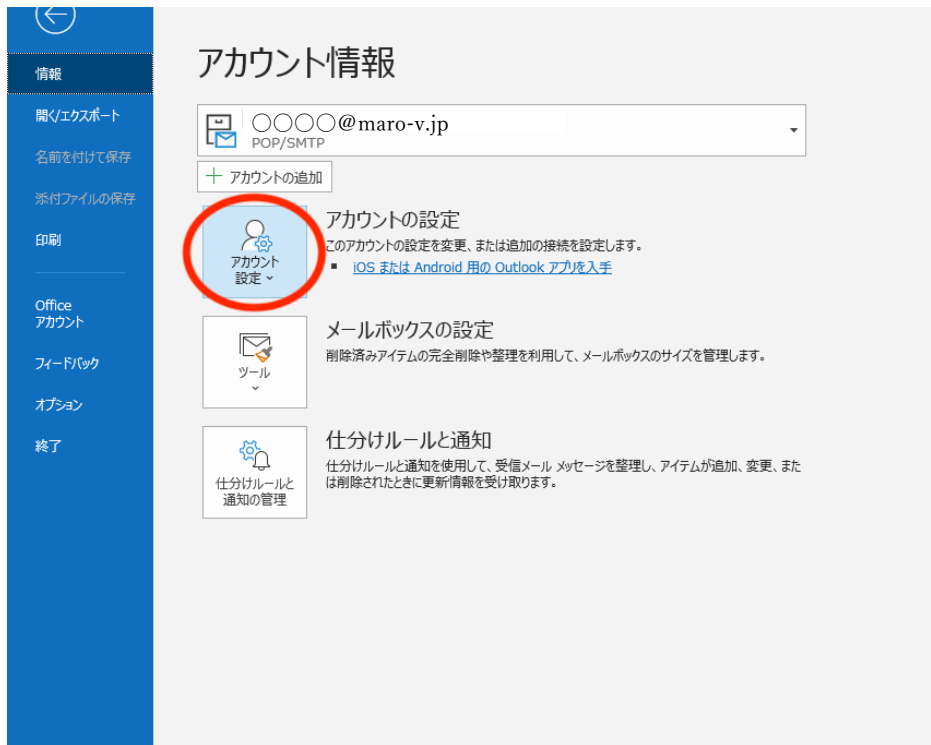 情報
開く/エクスポート
名前を付けて保存
添付ファイルの保存
印刷
Office
アカウント
フィードバック
オプション
終了
アカウント情報
○○○○@maro-v.jp
POP/SMTP
アカウントの追加
アカウント
設定
アカウントの設定
このアカウントの設定を変更、または追加の接続を設定します。
iOS または Android 用の Outlook アプリを入手
ツール
メールボックスの設定
削除済みアイテムの完全削除や整理を利用して、メールボックスのサイズを管理します。
仕分けルールと
通知の管理
仕分けルールと通知
仕分けルールと通知を使用して、受信メール メッセージを整理し、アイテムが追加、変更、また
は削除されたときに更新情報を受け取ります。